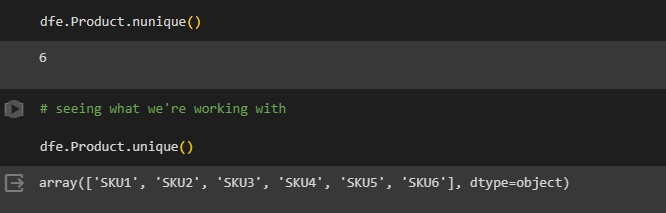 dfe.Product.nunique()
6
# seeing what we're working with
dfe.Product.unique()
array(['SKU1', 'SKU2', 'SKU3', 'SKU4', 'SKU5', 'SKU6'], dtype=object)